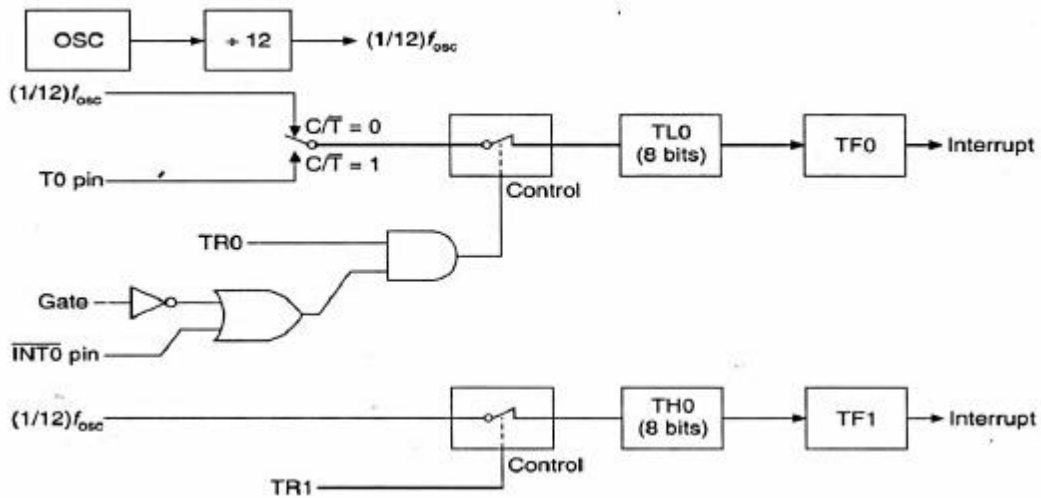 OSC
÷ 12
(1/12)fosc
(1/12)fosc
C/T̅ = 0
C/T̅ = 1
T0 pin
TL0
(8 bits)
TF0
Interrupt
Control
TR0
Gate
I̅N̅T̅0̅ pin
(1/12)fosc
TH0
(8 bits)
TF1
Interrupt
Control
TR1